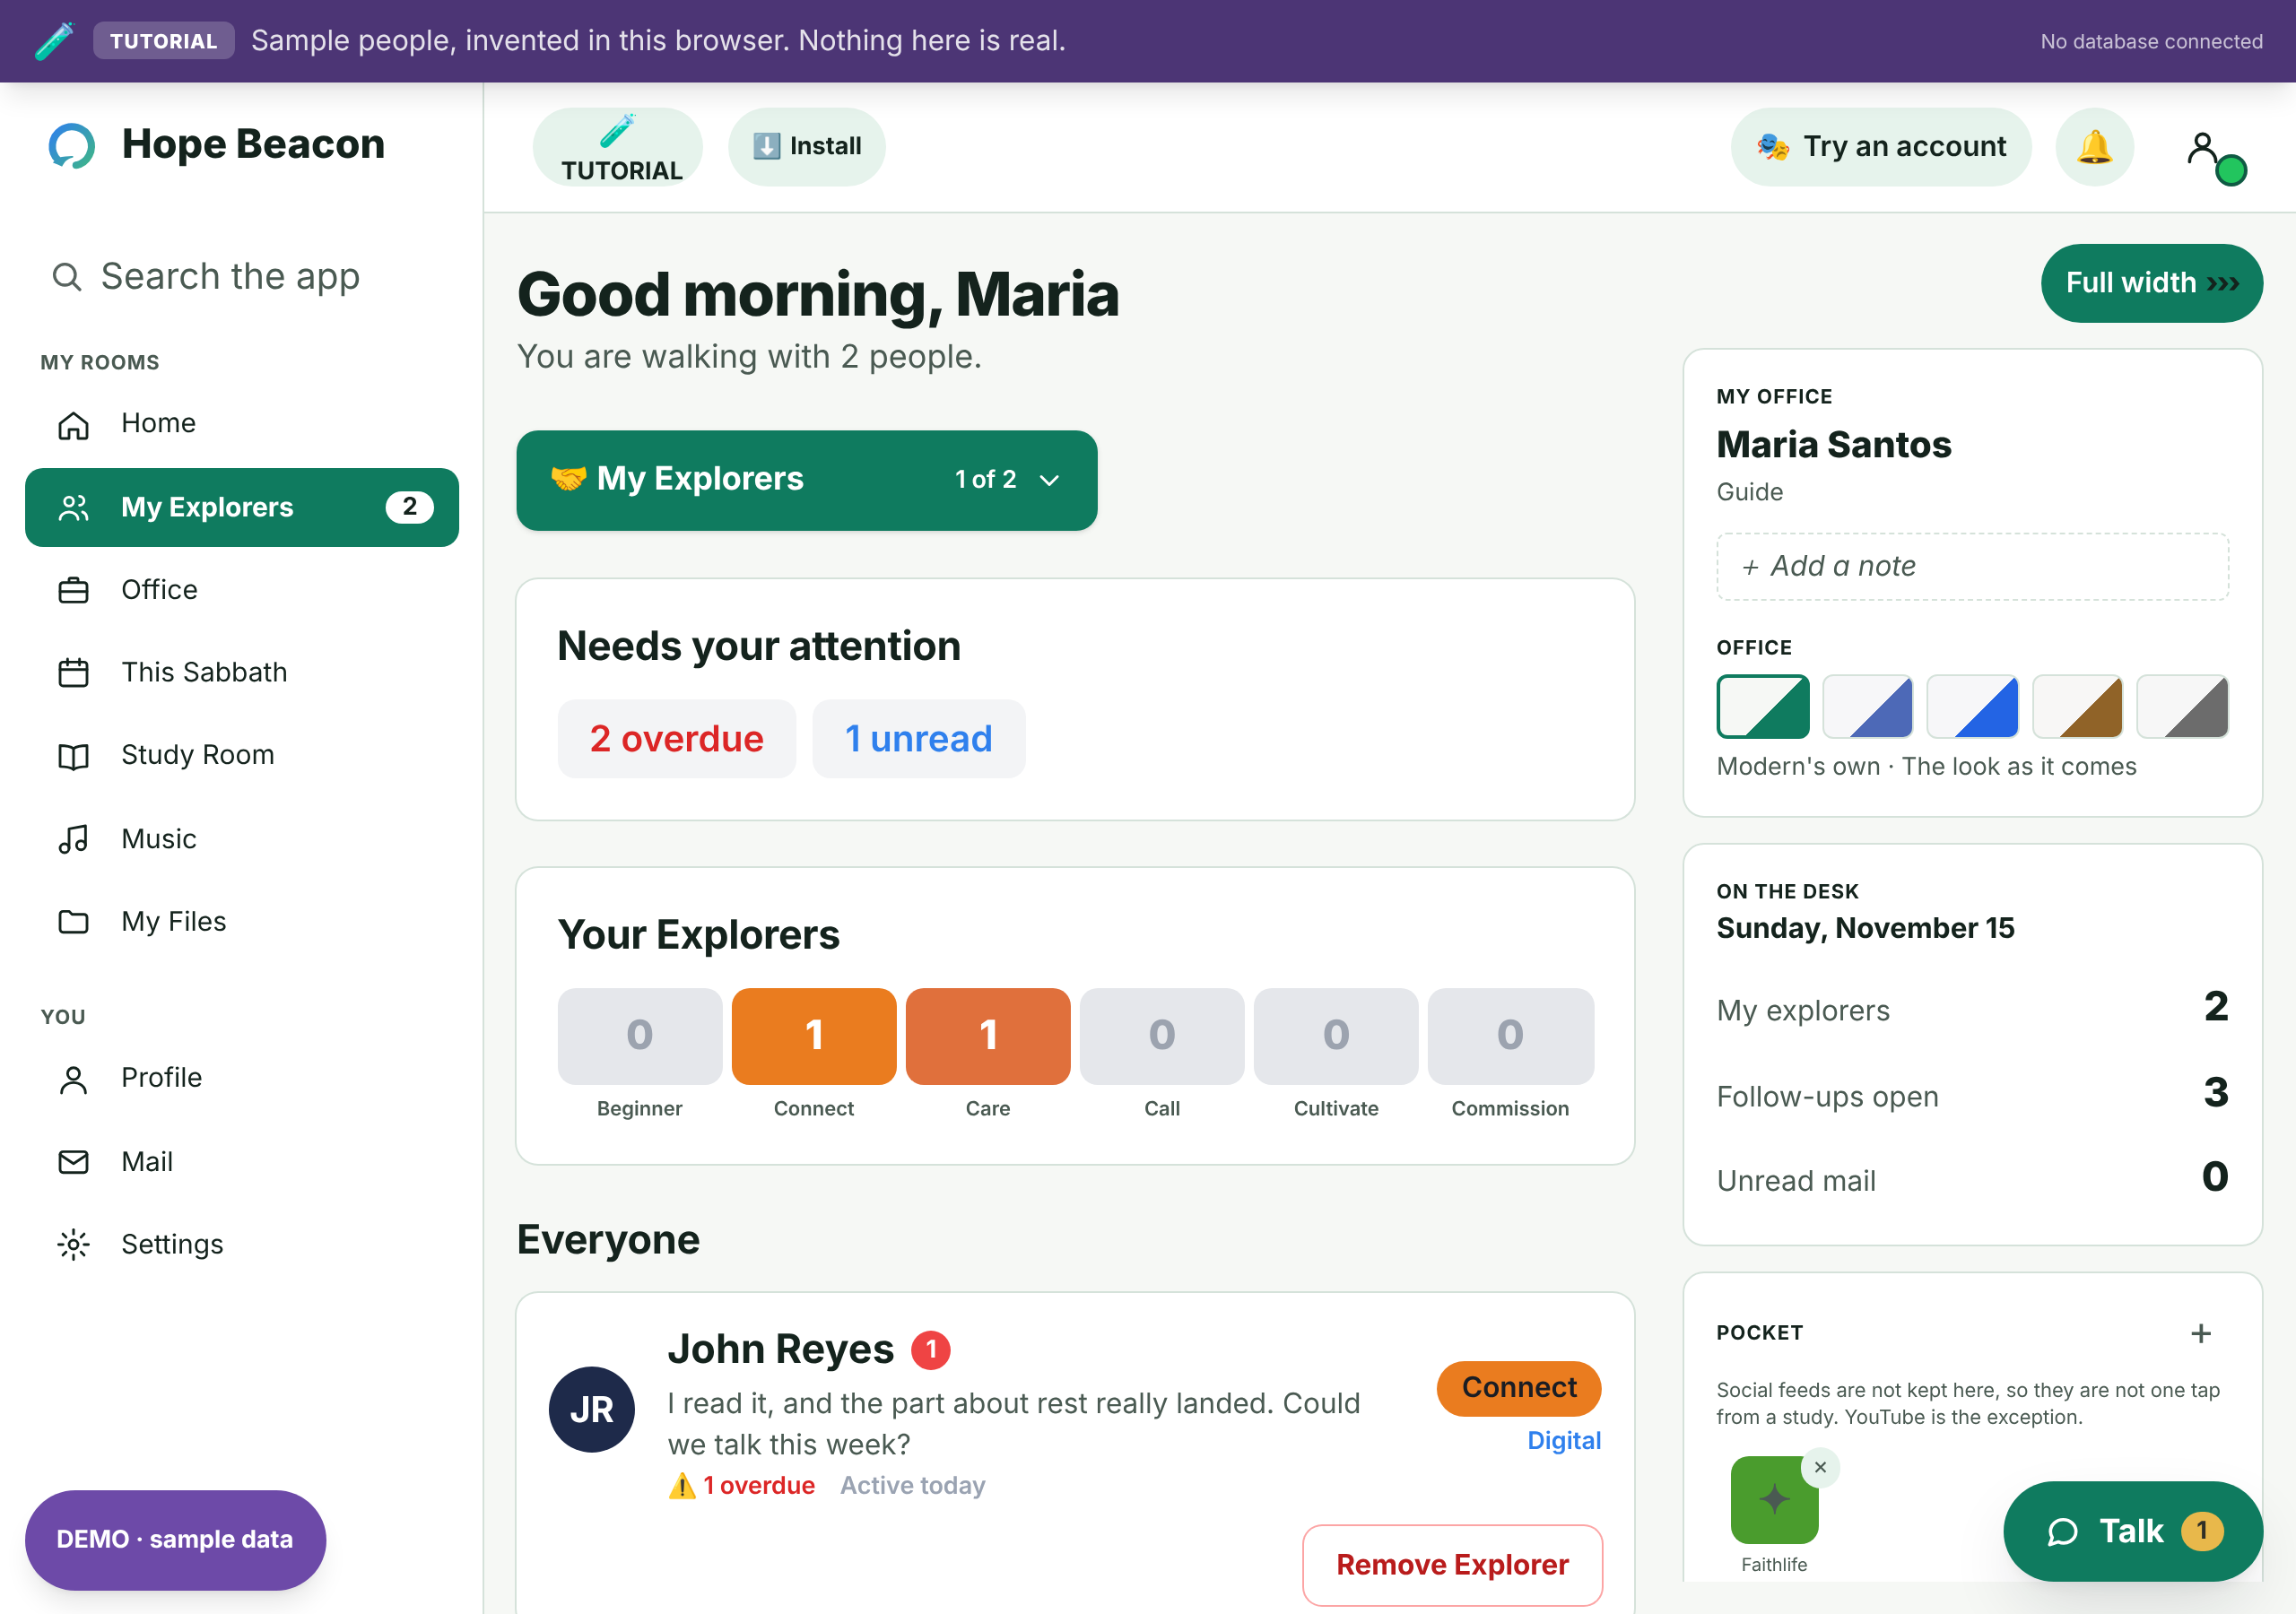 TUTORIAL Sample people, invented in this browser. Nothing here is real.
No database connected
Hope Beacon
Search the app
MY ROOMS
Home
My Explorers 2
Office
This Sabbath
Study Room
Music
My Files
YOU
Profile
Mail
Settings
DEMO · sample data
TUTORIAL
Install
Try an account
Good morning, Maria
You are walking with 2 people.
Full width »›
My Explorers 1 of 2
Needs your attention
2 overdue 1 unread
Your Explorers
0 1 1 0 0 0
Beginner Connect Care Call Cultivate Commission
Everyone
JR
John Reyes 1
I read it, and the part about rest really landed. Could
we talk this week?
1 overdue Active today
Connect
Digital
Remove Explorer
MY OFFICE
Maria Santos
Guide
+ Add a note
OFFICE
Modern's own · The look as it comes
ON THE DESK
Sunday, November 15
My explorers 2
Follow-ups open 3
Unread mail 0
POCKET +
Social feeds are not kept here, so they are not one tap
from a study. YouTube is the exception.
Faithlife
Talk 1